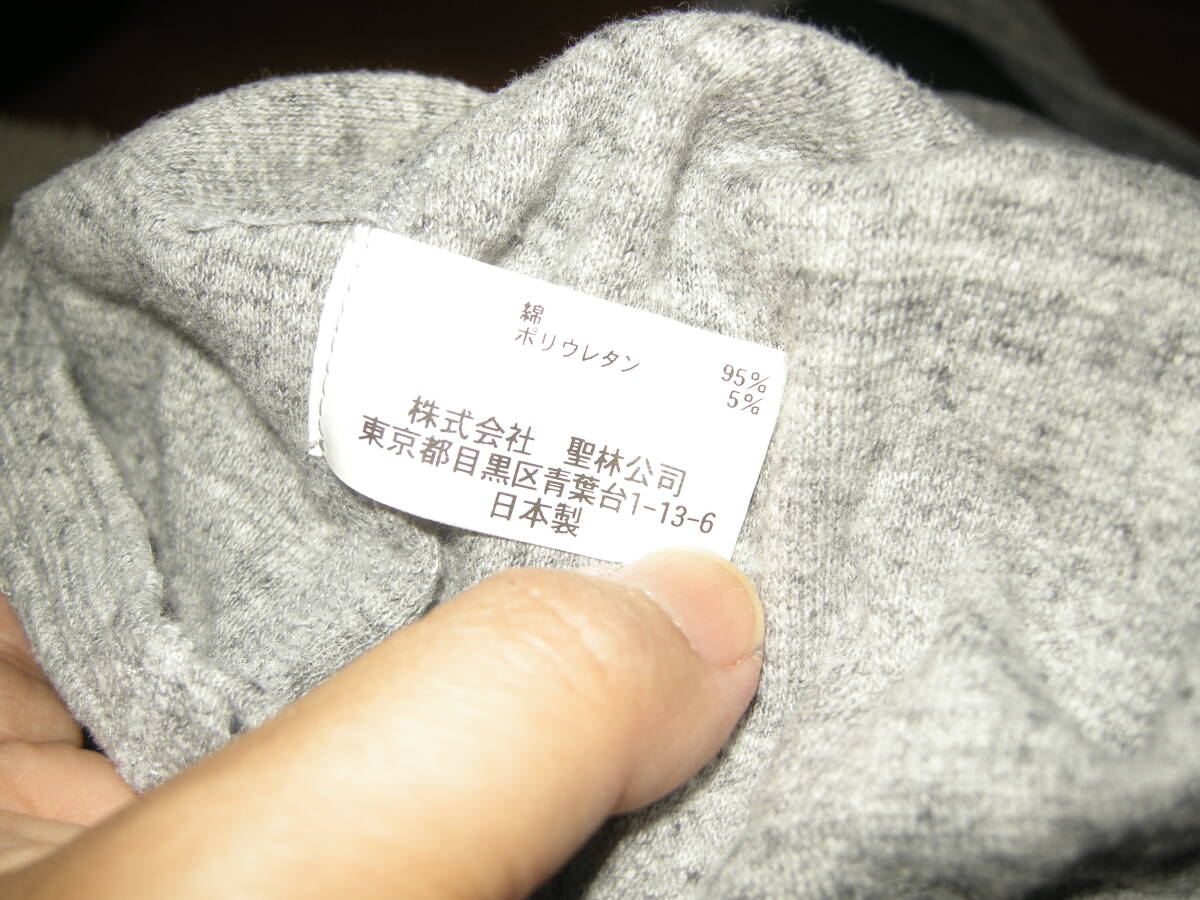 綿 95%
ポリウレタン 5%
株式会社 聖林公司
東京都目黒区青葉台1-13-6
日本製